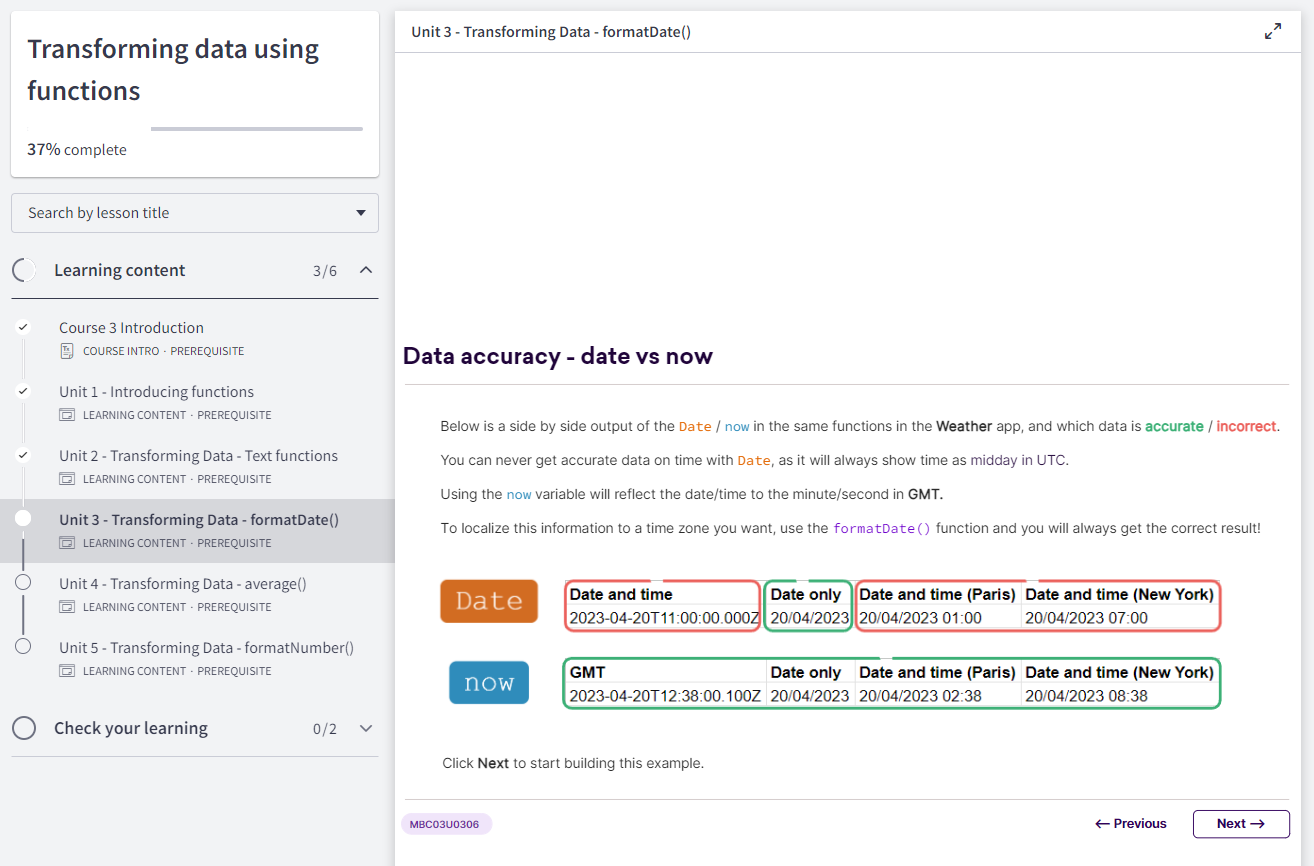 Transforming data using
functions
37% complete
Search by lesson title
Learning content 3/6
Course 3 Introduction
COURSE INTRO · PREREQUISITE
Unit 1 - Introducing functions
LEARNING CONTENT · PREREQUISITE
Unit 2 - Transforming Data - Text functions
LEARNING CONTENT · PREREQUISITE
Unit 3 - Transforming Data - formatDate()
LEARNING CONTENT · PREREQUISITE
Unit 4 - Transforming Data - average()
LEARNING CONTENT · PREREQUISITE
Unit 5 - Transforming Data - formatNumber()
LEARNING CONTENT · PREREQUISITE
Check your learning 0/2
Unit 3 - Transforming Data - formatDate()
Data accuracy - date vs now
Below is a side by side output of the Date / now in the same functions in the Weather app, and which data is accurate / incorrect.
You can never get accurate data on time with Date, as it will always show time as midday in UTC.
Using the now variable will reflect the date/time to the minute/second in GMT.
To localize this information to a time zone you want, use the formatDate() function and you will always get the correct result!
Date
Date and time Date only Date and time (Paris) Date and time (New York)
2023-04-20T11:00:00.000Z 20/04/2023 20/04/2023 01:00 20/04/2023 07:00
now
GMT Date only Date and time (Paris) Date and time (New York)
2023-04-20T12:38:00.100Z 20/04/2023 20/04/2023 02:38 20/04/2023 08:38
Click Next to start building this example.
MBC03U0306
← Previous
Next →